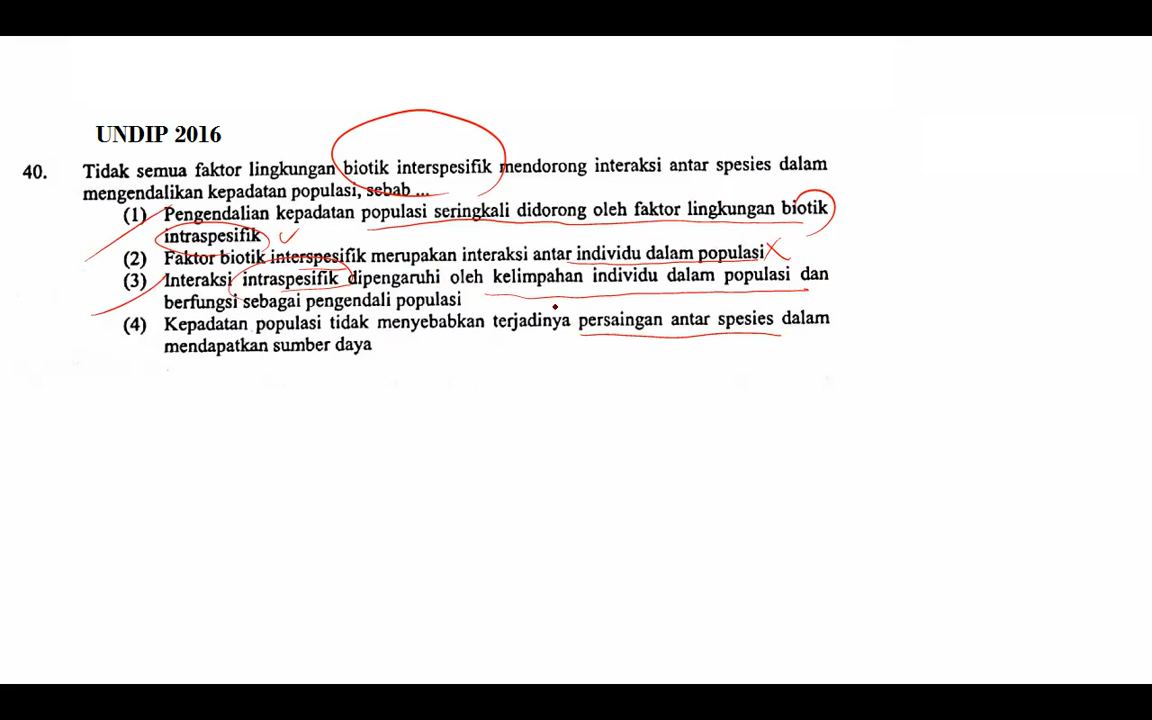 UNDIP 2016
40. Tidak semua faktor lingkungan biotik interspesifik mendorong interaksi antar spesies dalam
mengendalikan kepadatan populasi, sebab ...
(1) Pengendalian kepadatan populasi seringkali didorong oleh faktor lingkungan biotik
intraspesifik
(2) Faktor biotik interspesifik merupakan interaksi antar individu dalam populasi
(3) Interaksi intraspesifik dipengaruhi oleh kelimpahan individu dalam populasi dan
berfungsi sebagai pengendali populasi
(4) Kepadatan populasi tidak menyebabkan terjadinya persaingan antar spesies dalam
mendapatkan sumber daya